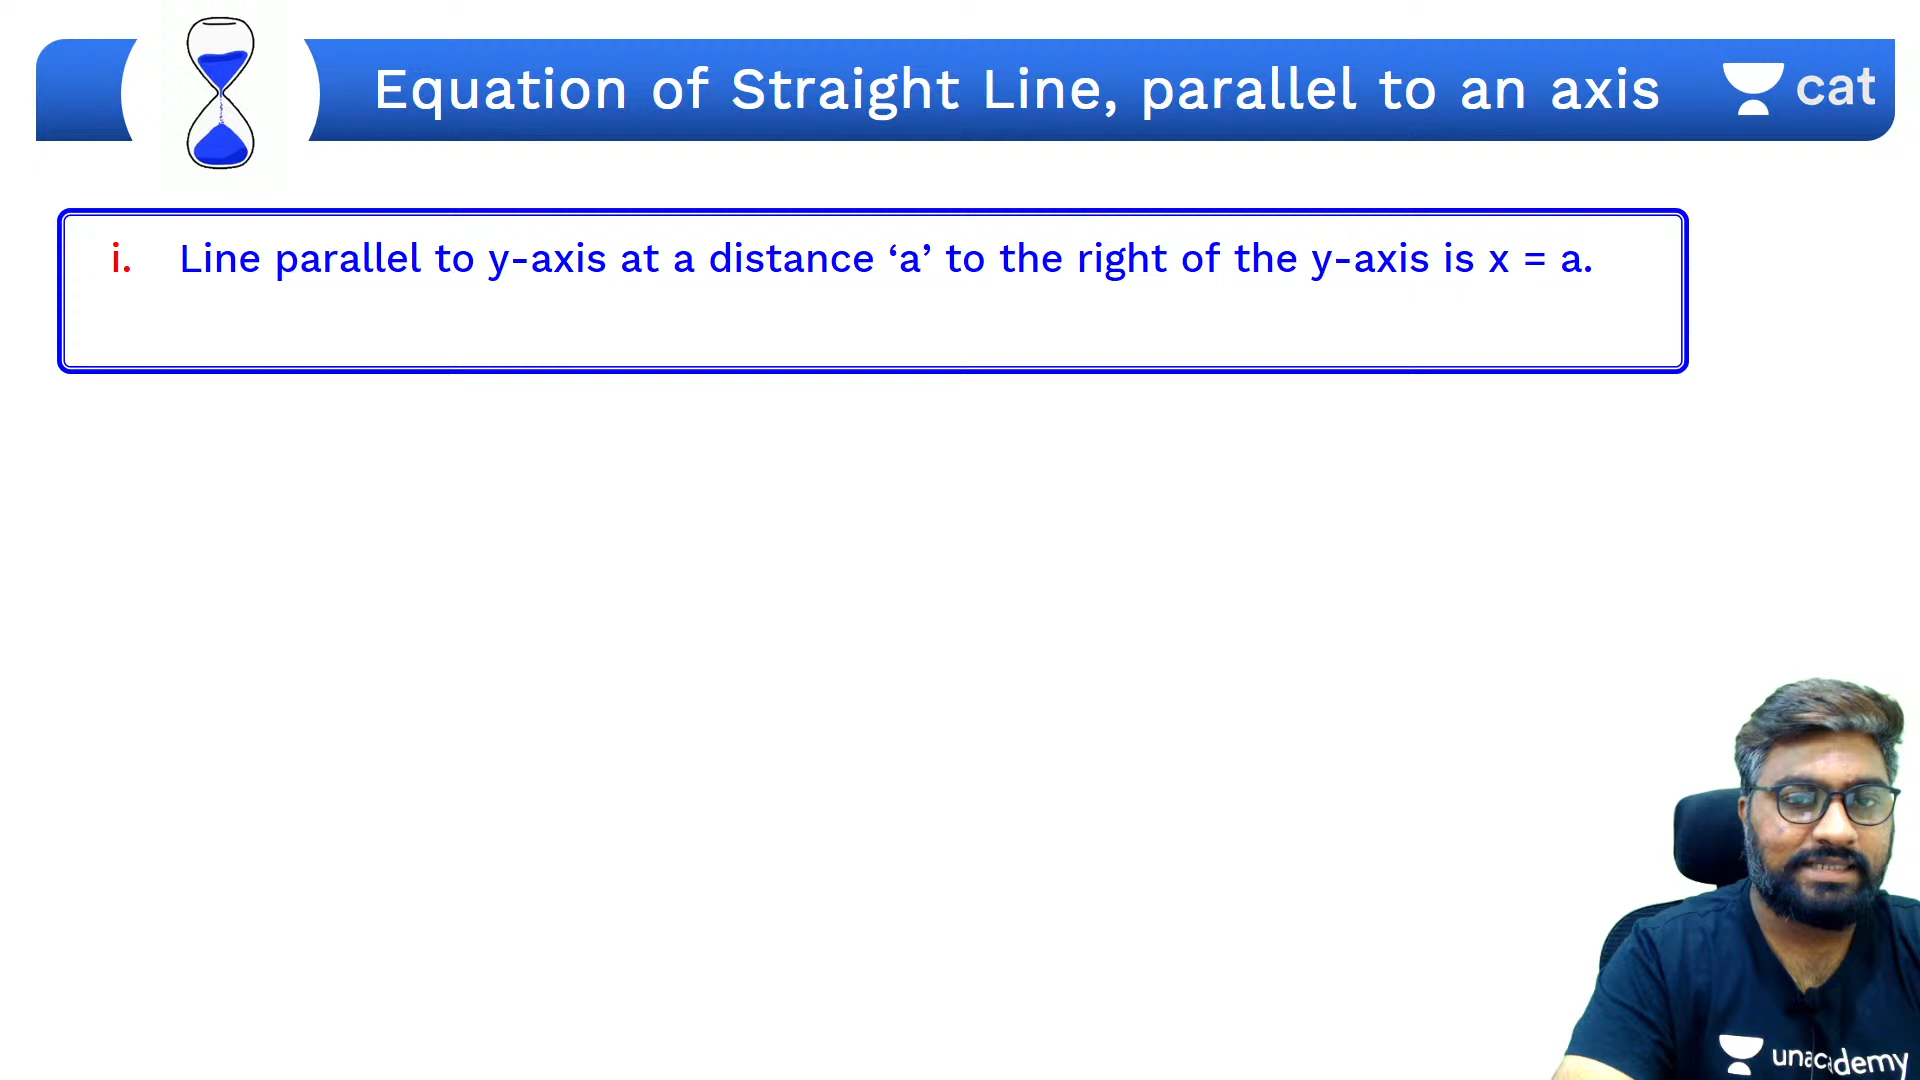 Equation of Straight Line, parallel to an axis
cat
i. Line parallel to y-axis at a distance ‘a’ to the right of the y-axis is x = a.
unacademy